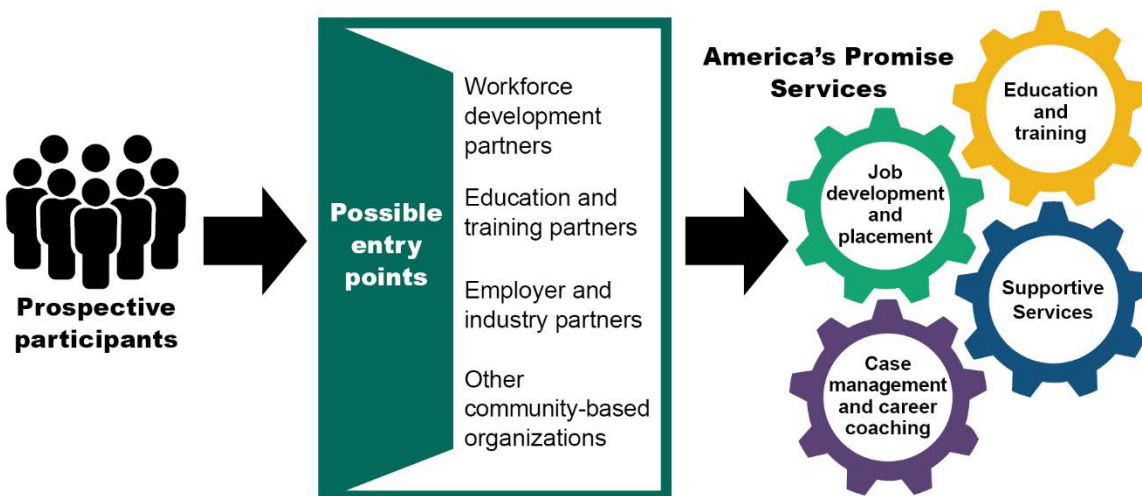 Prospective
participants
Possible
entry
points
Workforce
development
partners
Education and
training partners
Employer and
industry partners
Other
community-based
organizations
America’s Promise
Services
Education
and
training
Job
development
and
placement
Supportive
Services
Case
management
and career
coaching